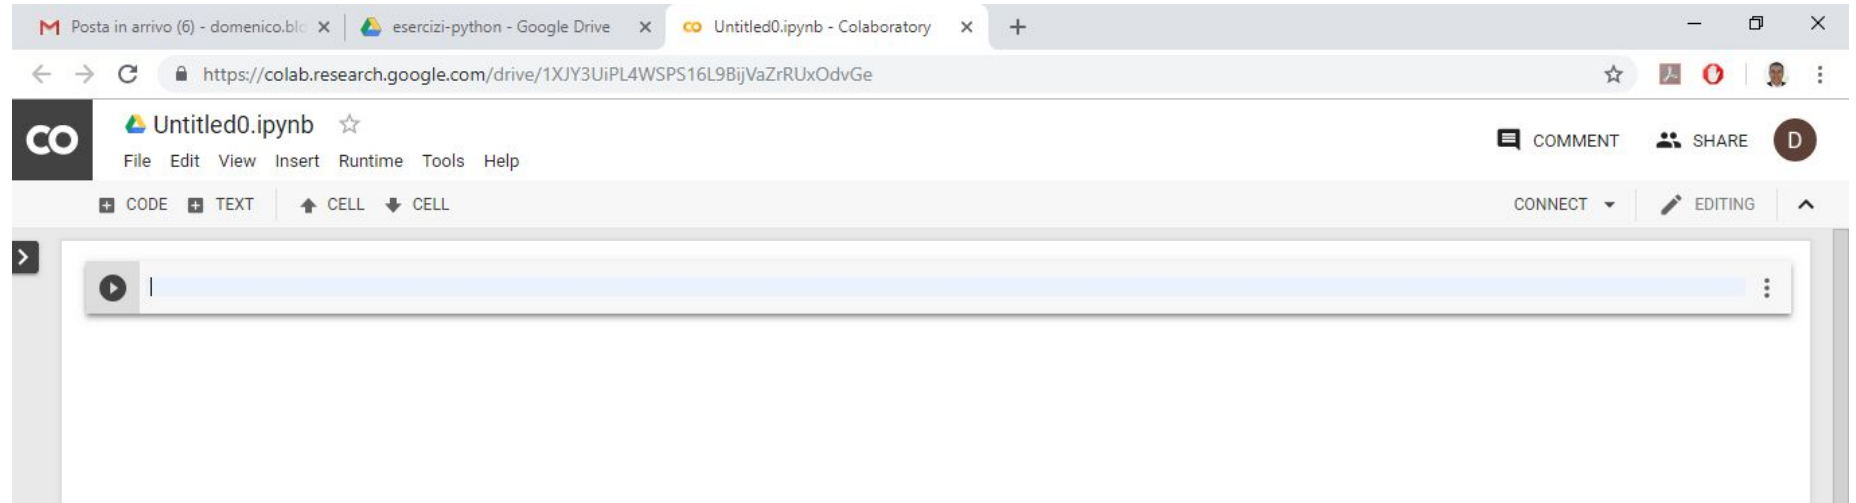 Posta in arrivo (6) - domenico.blo
esercizi-python - Google Drive
Untitled0.ipynb - Colaboratory
https://colab.research.google.com/drive/1XJY3UiPL4WSPS16L9BijVaZrRUxOdvGe
CO
Untitled0.ipynb
COMMENT SHARE D
File Edit View Insert Runtime Tools Help
CODE TEXT CELL CELL CONNECT EDITING